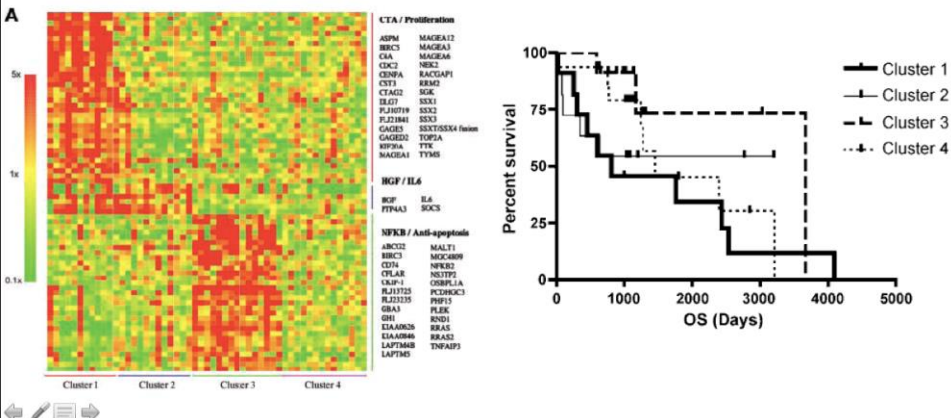 A
5x
1x
0.1x
CTA / Proliferation
ASPM MAGEA12
BIRC5 MAGEA3
MAGEA6
CDC2 NEK2
CENPA RACGAP1
CST3 RRM2
CTAG2 SGK
DLG7 SSX1
FLJ10719 SSX2
FLJ21841 SSX3
GAGE5 SSXT/SSX4 fusion
GAGED2 TOP2A
KIF20A TTK
MAGEA1 TYMS
HGF / IL6
HGF IL6
PTP4A3 SOCS
NFKB / Anti-apoptosis
ABCG2 MALT1
BIRC3 MGC4809
CD74 NFKB2
CFLAR NS3TP2
OSBPL1A
FLJ13725 PCDHGC3
FLJ23235 PHF15
GBA3 PLEK
GH1 RND1
KIAA0626 RRAS
KIAA0846 RRAS2
LAPTM4B TNFAIP3
LAPTM5
Cluster 1 Cluster 2 Cluster 3 Cluster 4
Percent survival
100
75
50
25
0
0 1000 2000 3000 4000 5000
OS (Days)
Cluster 1
Cluster 2
Cluster 3
Cluster 4